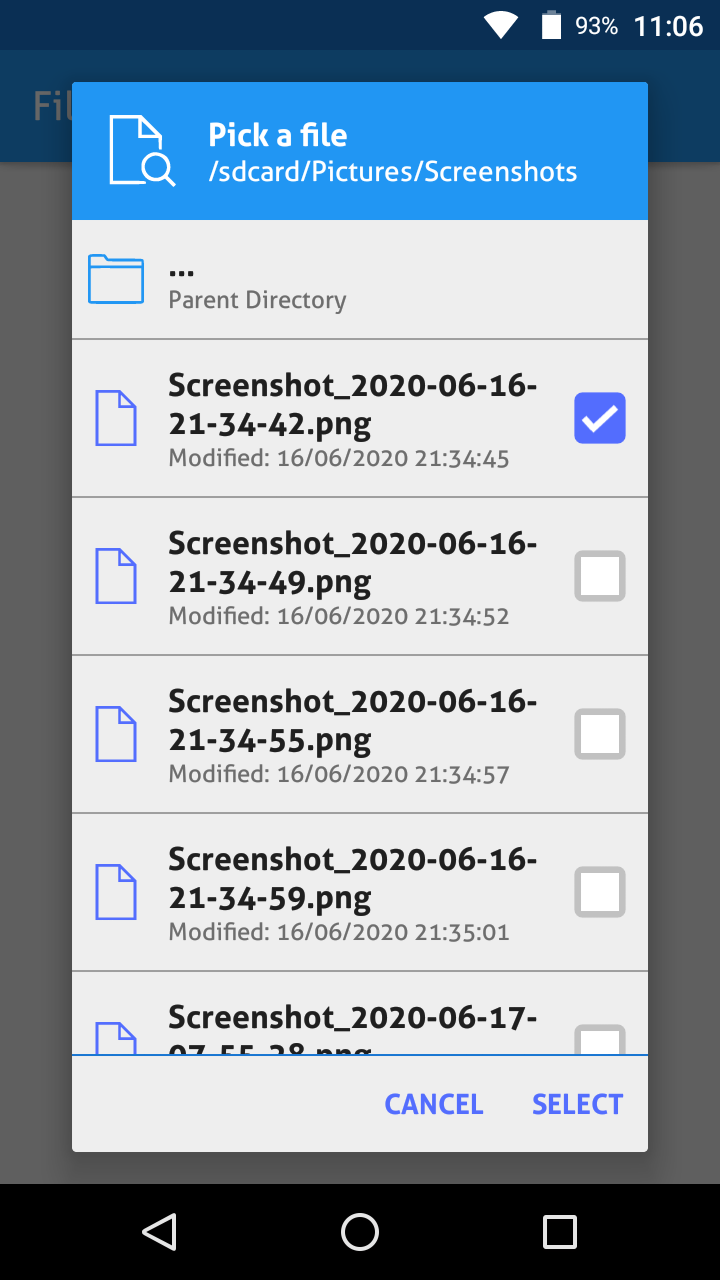 93% 11:06
Fil
Pick a file
/sdcard/Pictures/Screenshots
...
Parent Directory
Screenshot_2020-06-16-
21-34-42.png
Modified: 16/06/2020 21:34:45
Screenshot_2020-06-16-
21-34-49.png
Modified: 16/06/2020 21:34:52
Screenshot_2020-06-16-
21-34-55.png
Modified: 16/06/2020 21:34:57
Screenshot_2020-06-16-
21-34-59.png
Modified: 16/06/2020 21:35:01
Screenshot_2020-06-17-
CANCEL SELECT